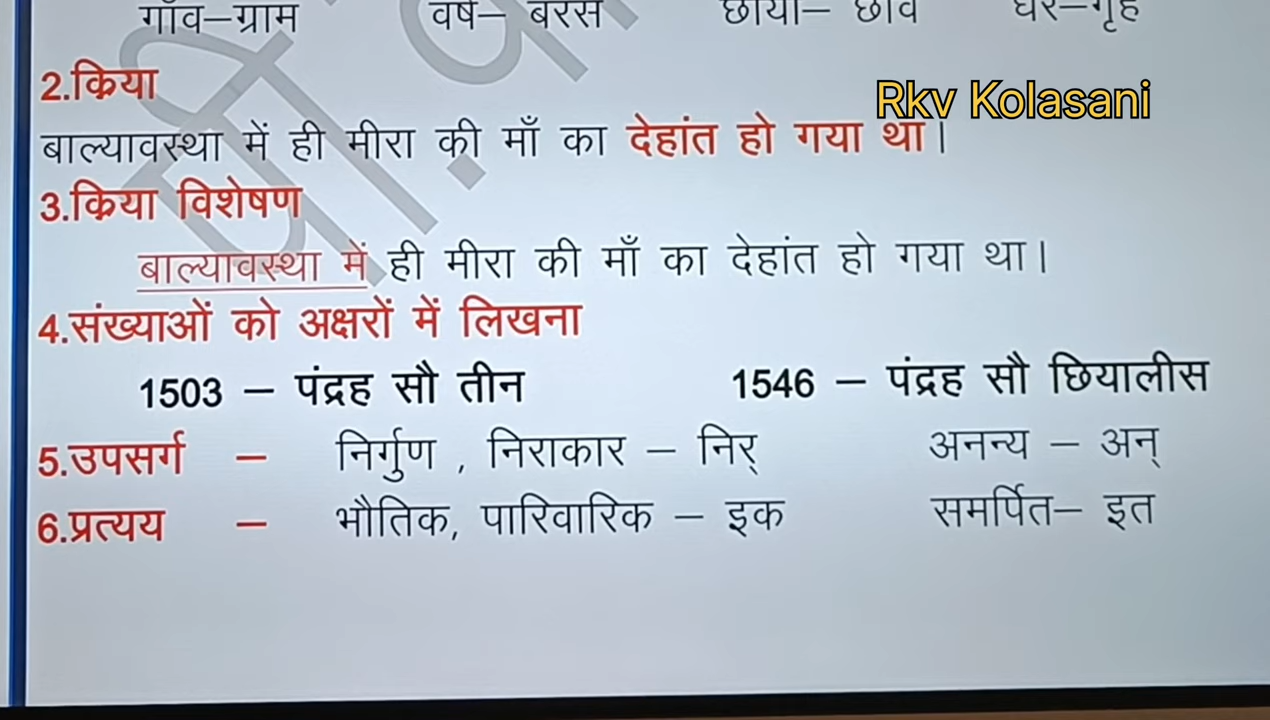 गाँव–ग्राम वर्ष– बरस छाया– छाँव घर–गृह
2.क्रिया
Rkv Kolasani
बाल्यावस्था में ही मीरा की माँ का देहांत हो गया था।
3.क्रिया विशेषण
बाल्यावस्था में ही मीरा की माँ का देहांत हो गया था।
4.संख्याओं को अक्षरों में लिखना
1503 – पंद्रह सौ तीन 1546 – पंद्रह सौ छियालीस
5.उपसर्ग – निर्गुण , निराकार – निर् अनन्य – अन्
6.प्रत्यय – भौतिक, पारिवारिक – इक समर्पित– इत